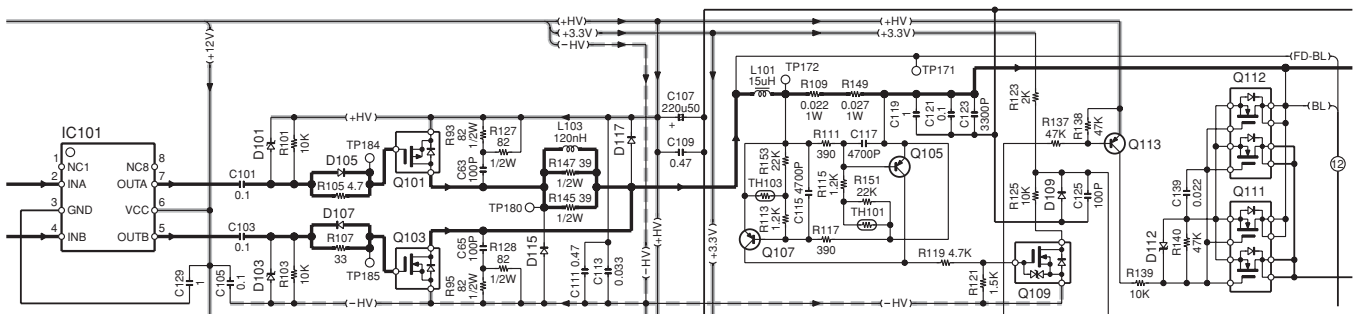 (+HV)
(+3.3V)
(−HV)
(+12V)
(+HV)
(+3.3V)
(FD-BL)
(BL)
12
IC101
1 NC1
2 INA
3 GND
4 INB
NC8 8
OUTA 7
VCC 6
OUTB 5
C101
0.1
C103
0.1
C129
1
C105
0.1
D101
R101
10K
D103
R103
10K
D105
R105 4.7
TP184
D107
R107
33
TP185
(+HV)
Q101
Q103
R93
82
1/2W
C63
100P
R127
82
1/2W
C65
100P
R95
82
1/2W
R128
82
1/2W
(−HV)
L103
120nH
R147 39
1/2W
R145 39
1/2W
TP180
D115
D117
C111 0.47
C113
0.033
C107
220u50
+
C109
0.47
(−HV)
(+HV)
(+3.3V)
L101
15uH
TP172
R109
0.022
1W
R149
0.027
1W
TP171
C119
1
C121
0.1
C123
3300P
R111
390
C117
4700P
Q105
R153
22K
TH103
R113
1.2K
C115 4700P
R115
1.2K
R151
22K
TH101
R117
390
Q107
R119 4.7K
R121
1.5K
(−HV)
R123
2K
R125
10K
D109
C125
100P
Q109
R137
47K
R138
47K
Q113
R139
10K
D112
R140
47K
C139
0.022
Q112
Q111